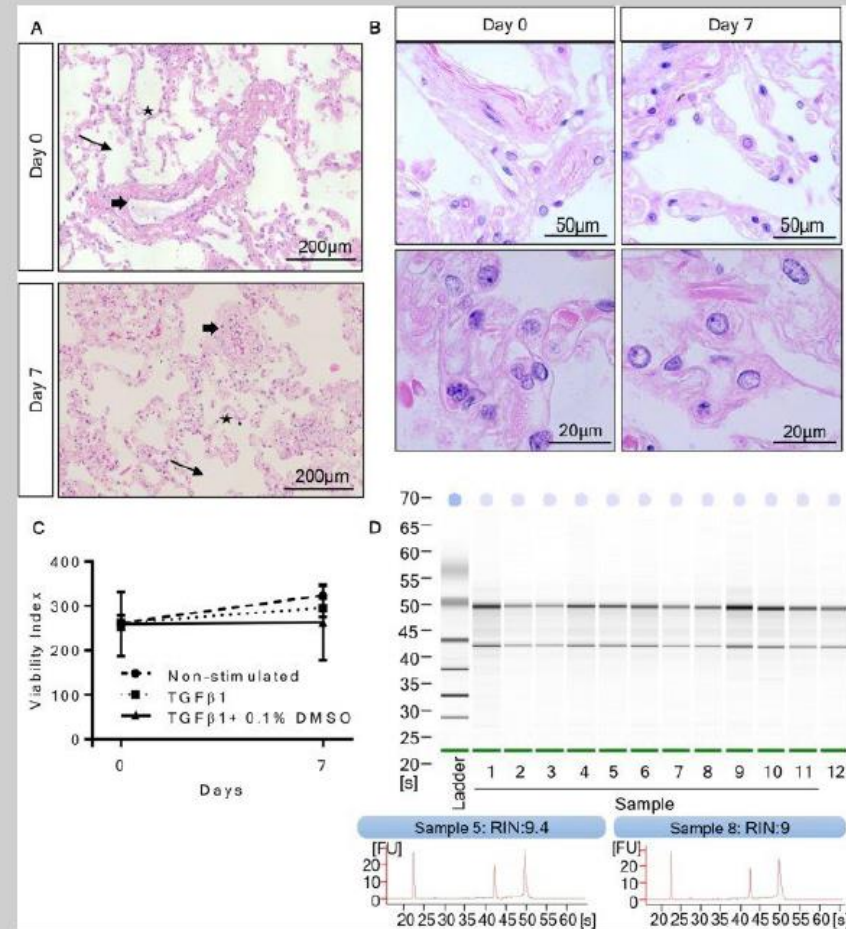 A
Day 0
200µm
Day 7
200µm
B
Day 0
Day 7
50µm
50µm
20µm
20µm
C
400
300
200
100
0
Viability Index
Non-stimulated
TGFβ1
TGFβ1+ 0.1% DMSO
0
7
Days
D
70
65
60
55
50
45
40
35
30
25
20
[s]
Ladder
1 2 3 4 5 6 7 8 9 10 11 12
Sample
Sample 5: RIN:9.4
[FU]
20
10
0
20 25 30 35 40 45 50 55 60 [s]
Sample 8: RIN:9
[FU]
20
10
0
20 25 30 35 40 45 50 55 60 [s]